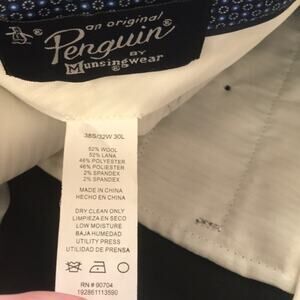 an original
Penguin
BY
Munsingwear
38S/32W 30L
52% WOOL
52% LANA
46% POLYESTER
46% POLIESTER
2% SPANDEX
2% SPANDEX
MADE IN CHINA
HECHO EN CHINA
DRY CLEAN ONLY
LIMPIEZA EN SECO
LOW MOISTURE
BAJA HUMEDAD
UTILITY PRESS
UTILIDAD DE PRENSA
RN # 90704
192861113590